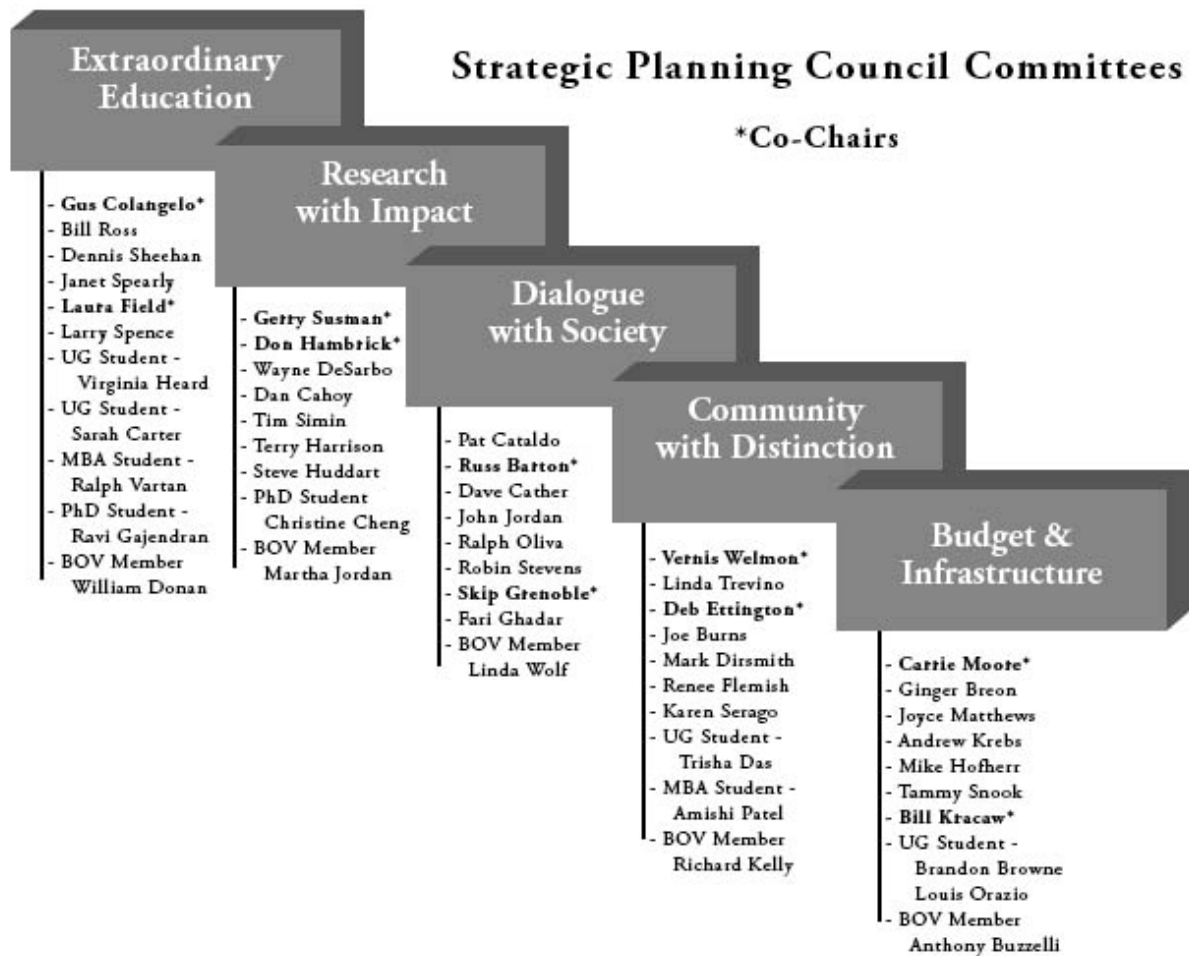 Extraordinary
Education
Strategic Planning Council Committees
*Co-Chairs
- Gus Colangelo*
- Bill Ross
- Dennis Sheehan
- Janet Spearly
- Laura Field*
- Larry Spence
- UG Student -
Virginia Heard
- UG Student -
Sarah Carter
- MBA Student -
Ralph Vartan
- PhD Student -
Ravi Gajendran
- BOV Member
William Donan
Research
with Impact
- Gerry Susman*
- Don Hambrick*
- Wayne DeSarbo
- Dan Cahoy
- Tim Simin
- Terry Harrison
- Steve Huddart
- PhD Student
Christine Cheng
- BOV Member
Martha Jordan
Dialogue
with Society
- Pat Cataldo
- Russ Barton*
- Dave Cather
- John Jordan
- Ralph Oliva
- Robin Stevens
- Skip Grenoble*
- Fari Ghadar
- BOV Member
Linda Wolf
Community
with Distinction
- Vernis Welmon*
- Linda Trevino
- Deb Ettington*
- Joe Burns
- Mark Dirsmith
- Renee Flemish
- Karen Serago
- UG Student -
Trisha Das
- MBA Student -
Amishi Patel
- BOV Member
Richard Kelly
Budget &
Infrastructure
- Carrie Moore*
- Ginger Breon
- Joyce Matthews
- Andrew Krebs
- Mike Hofherr
- Tammy Snook
- Bill Kracaw*
- UG Student -
Brandon Browne
Louis Orazio
- BOV Member
Anthony Buzzelli